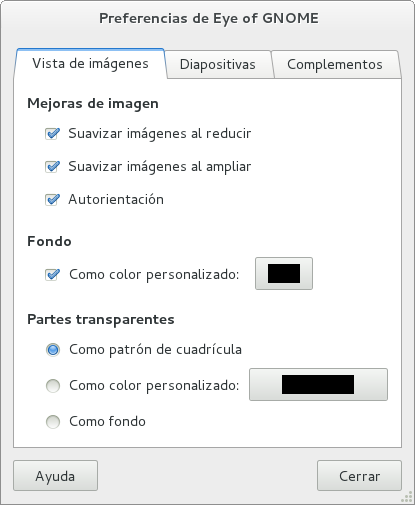 Preferencias de Eye of GNOME
Vista de imágenes Diapositivas Complementos
Mejoras de imagen
Suavizar imágenes al reducir
Suavizar imágenes al ampliar
Autorientación
Fondo
Como color personalizado:
Partes transparentes
Como patrón de cuadrícula
Como color personalizado:
Como fondo
Ayuda Cerrar